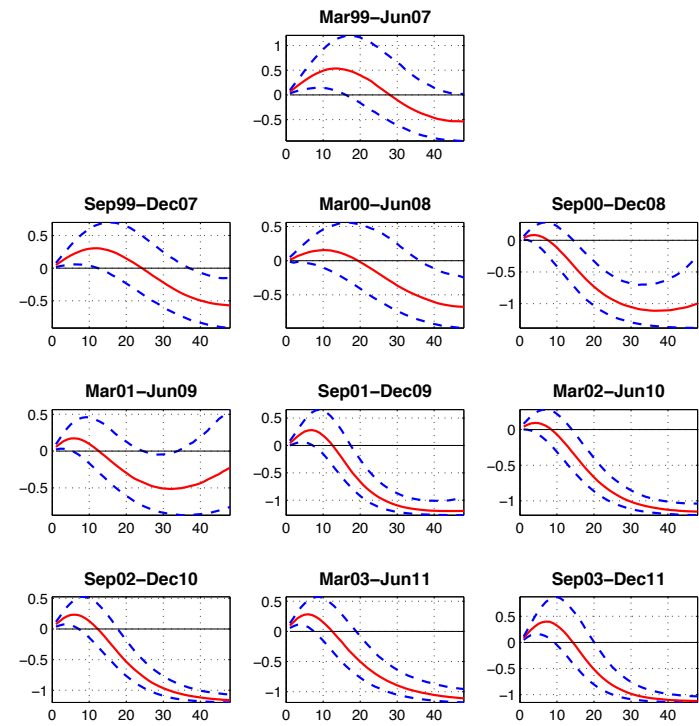 Mar99−Jun07
1
0.5
0
−0.5
0 10 20 30 40
Sep99−Dec07 Mar00−Jun08 Sep00−Dec08
0.5 0.5 0
0 0 −0.5
−0.5 −0.5 −1
0 10 20 30 40 0 10 20 30 40 0 10 20 30 40
Mar01−Jun09 Sep01−Dec09 Mar02−Jun10
0.5 0.5 0
0 0 −0.5
−0.5 −0.5 −1
−1
0 10 20 30 40 0 10 20 30 40 0 10 20 30 40
Sep02−Dec10 Mar03−Jun11 Sep03−Dec11
0.5 0.5 0.5
0 0 0
−0.5 −0.5 −0.5
−1 −1 −1
0 10 20 30 40 0 10 20 30 40 0 10 20 30 40